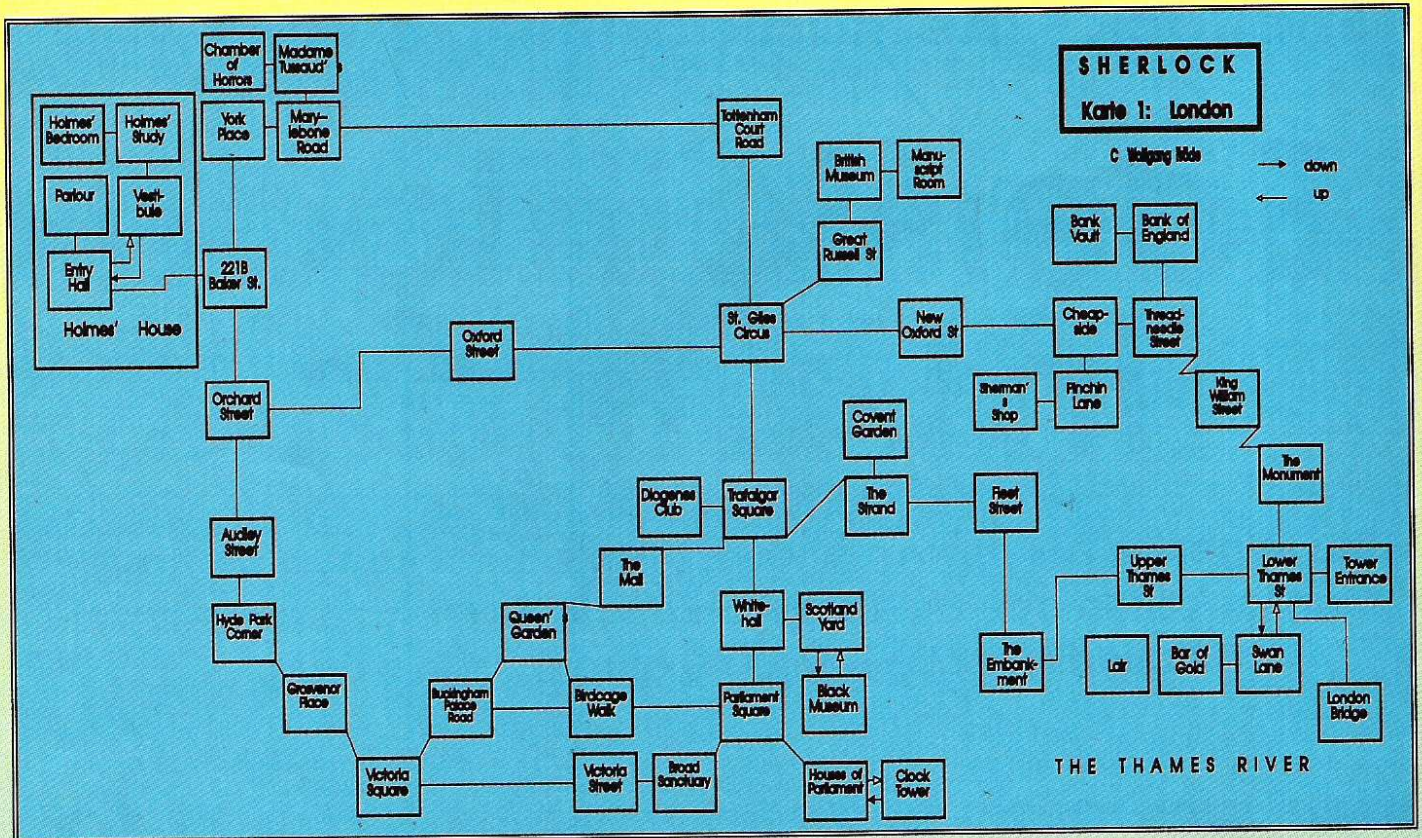 Chamber
of
Horrors
Madame
Tussaud's
SHERLOCK
Karte 1: London
C Wolfgang
down
up
Holmes'
Bedroom
Holmes'
Study
York
Place
Mary-
lebone
Road
Tottenham
Court
Road
British
Museum
Manu-
script
Room
Parlour
Vesti-
bule
Great
Russell St
Bank
Vault
Bank of
England
Entry
Hall
221B
Baker St.
Holmes' House
Oxford
Street
St. Giles
Circus
New
Oxford St
Cheap-
side
Thread-
needle
Street
Orchard
Street
Sherman's
Shop
Pinchin
Lane
King
William
Street
Covent
Garden
The
Monument
Diogenes
Club
Trafalgar
Square
The
Strand
Fleet
Street
Audley
Street
The
Mall
Upper
Thames
St
Lower
Thames
St
Tower
Entrance
Hyde Park
Corner
Queen's
Garden
White-
hall
Scotland
Yard
The
Embank-
ment
Lair
Bar of
Gold
Swan
Lane
Grosvenor
Place
Buckingham
Palace
Road
Birdcage
Walk
Parliament
Square
Black
Museum
London
Bridge
Victoria
Square
Victoria
Street
Broad
Sanctuary
Houses of
Parliament
Clock
Tower
THE THAMES RIVER